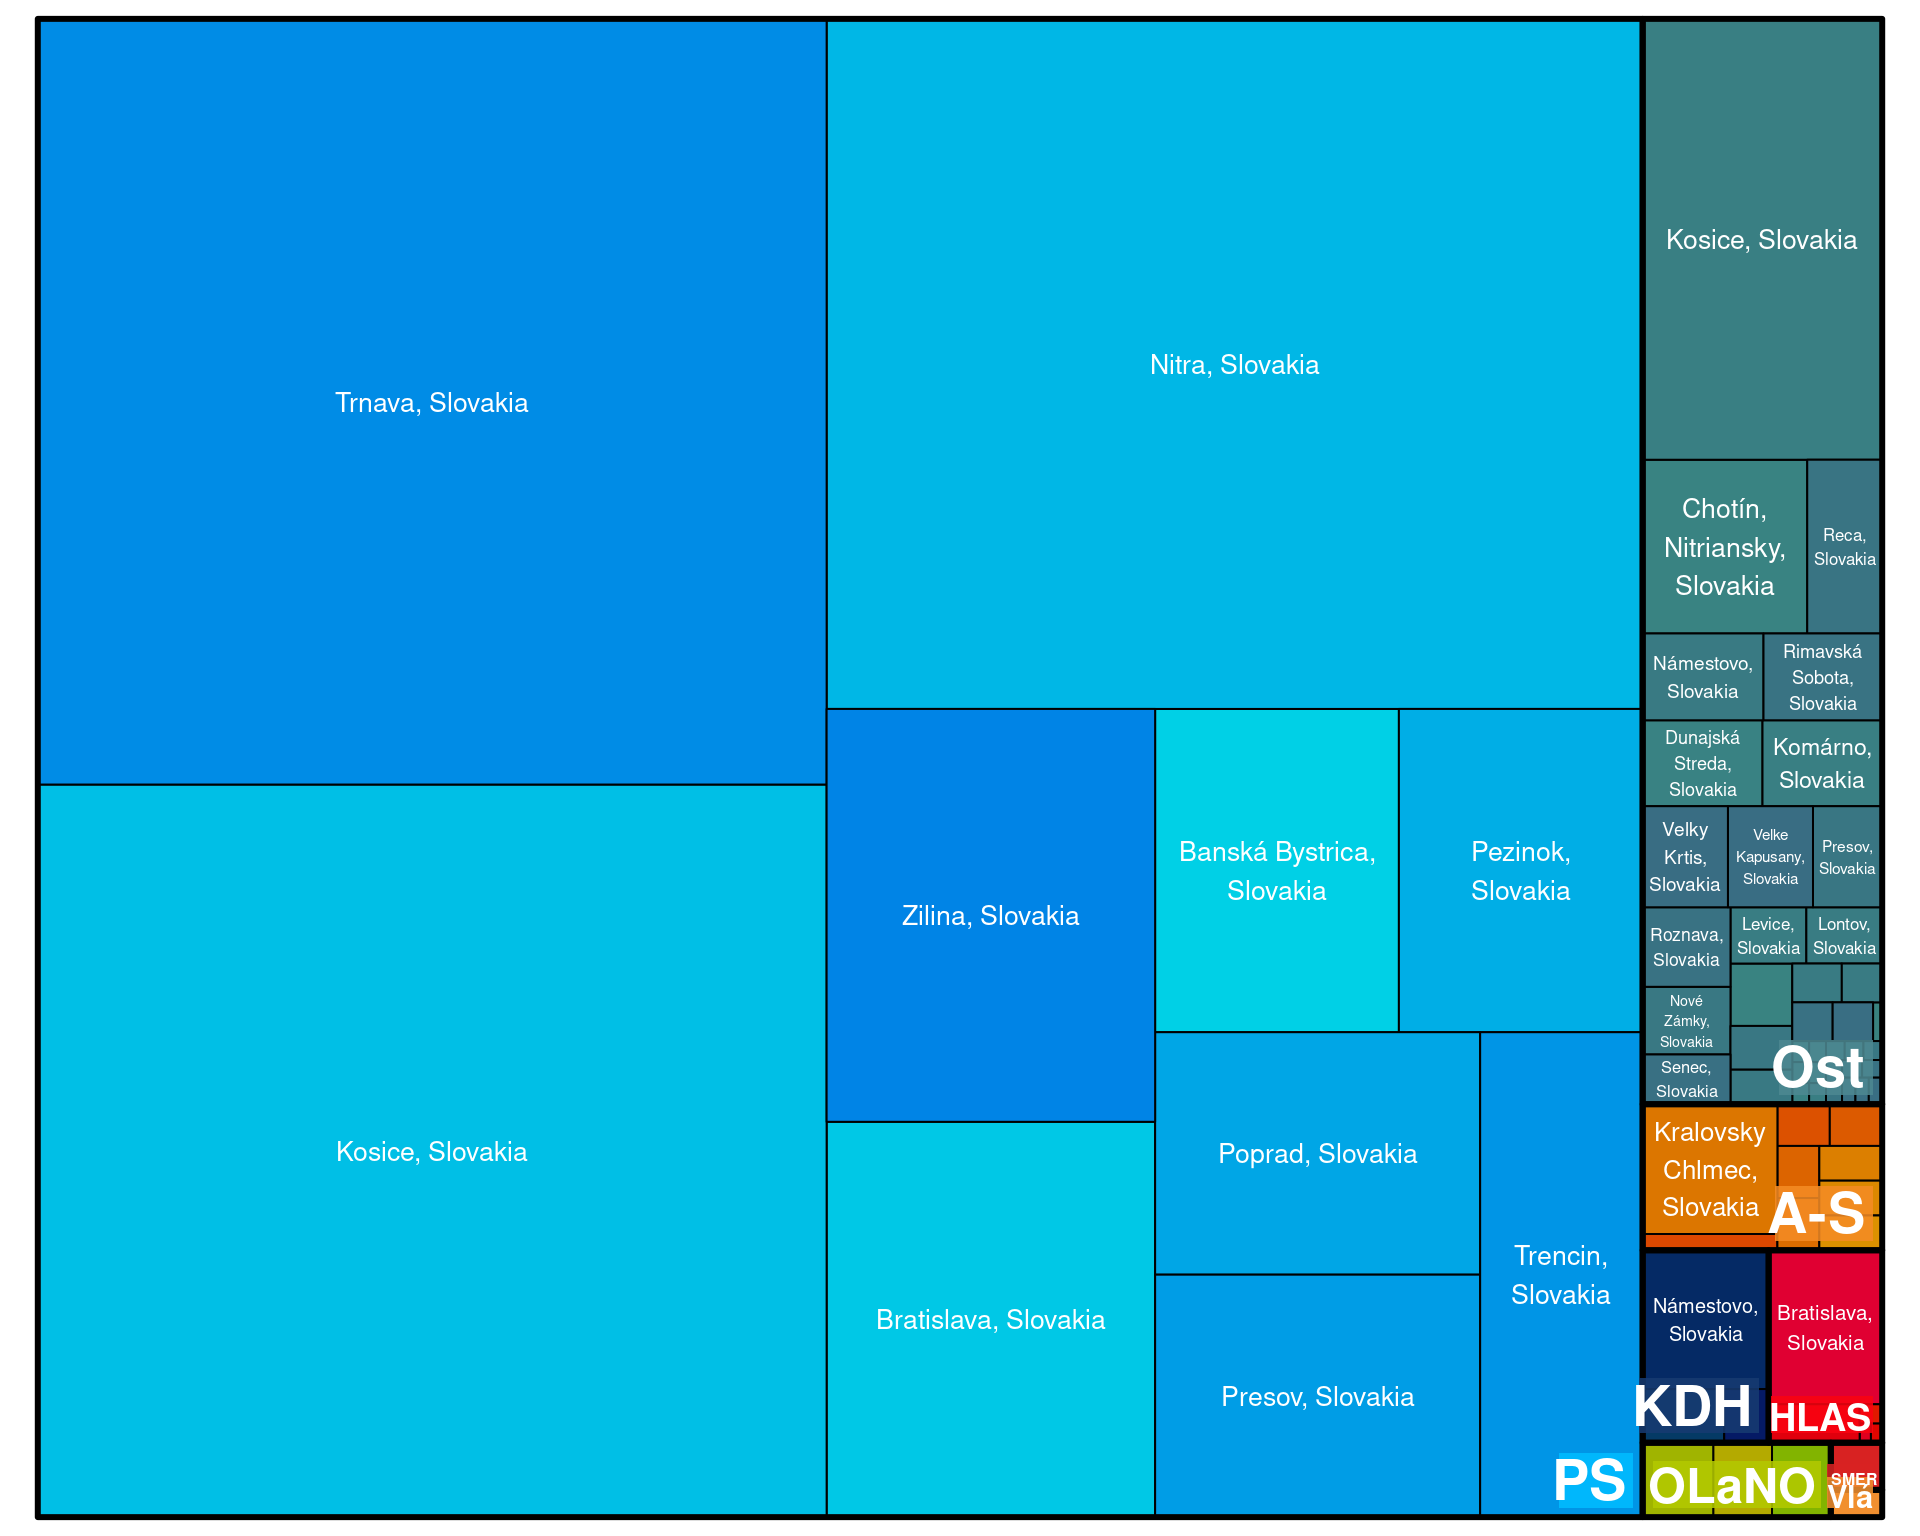 Trnava, Slovakia
Kosice, Slovakia
Nitra, Slovakia
Zilina, Slovakia
Bratislava, Slovakia
Banská Bystrica,
Slovakia
Pezinok,
Slovakia
Poprad, Slovakia
Presov, Slovakia
Trencin,
Slovakia
PS
Kosice, Slovakia
Chotín,
Nitriansky,
Slovakia
Reca,
Slovakia
Námestovo,
Slovakia
Rimavská
Sobota,
Slovakia
Dunajská
Streda,
Slovakia
Komárno,
Slovakia
Velky
Krtis,
Slovakia
Velke
Kapusany,
Slovakia
Presov,
Slovakia
Roznava,
Slovakia
Levice,
Slovakia
Lontov,
Slovakia
Nové
Zámky,
Slovakia
Senec,
Slovakia
Ost
Kralovsky
Chlmec,
Slovakia
A-S
Námestovo,
Slovakia
KDH
Bratislava,
Slovakia
HLAS
OLaNO
SMER
Vlá